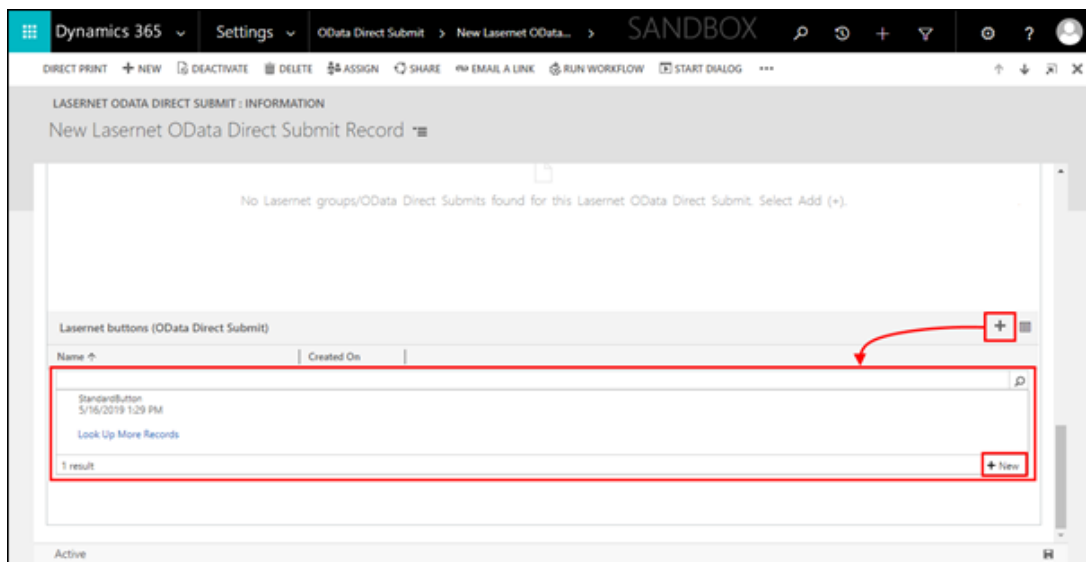 Dynamics 365 Settings OData Direct Submit > New Lasernet OData... > SANDBOX
DIRECT PRINT + NEW DEACTIVATE DELETE ASSIGN SHARE EMAIL A LINK RUN WORKFLOW START DIALOG ...
LASERNET ODATA DIRECT SUBMIT : INFORMATION
New Lasernet OData Direct Submit Record
No Lasernet groups/OData Direct Submits found for this Lasernet OData Direct Submit. Select Add (+).
Lasernet buttons (OData Direct Submit)
Name Created On
StandardButton
5/16/2019 1:29 PM
Look Up More Records
1 result + New
Active